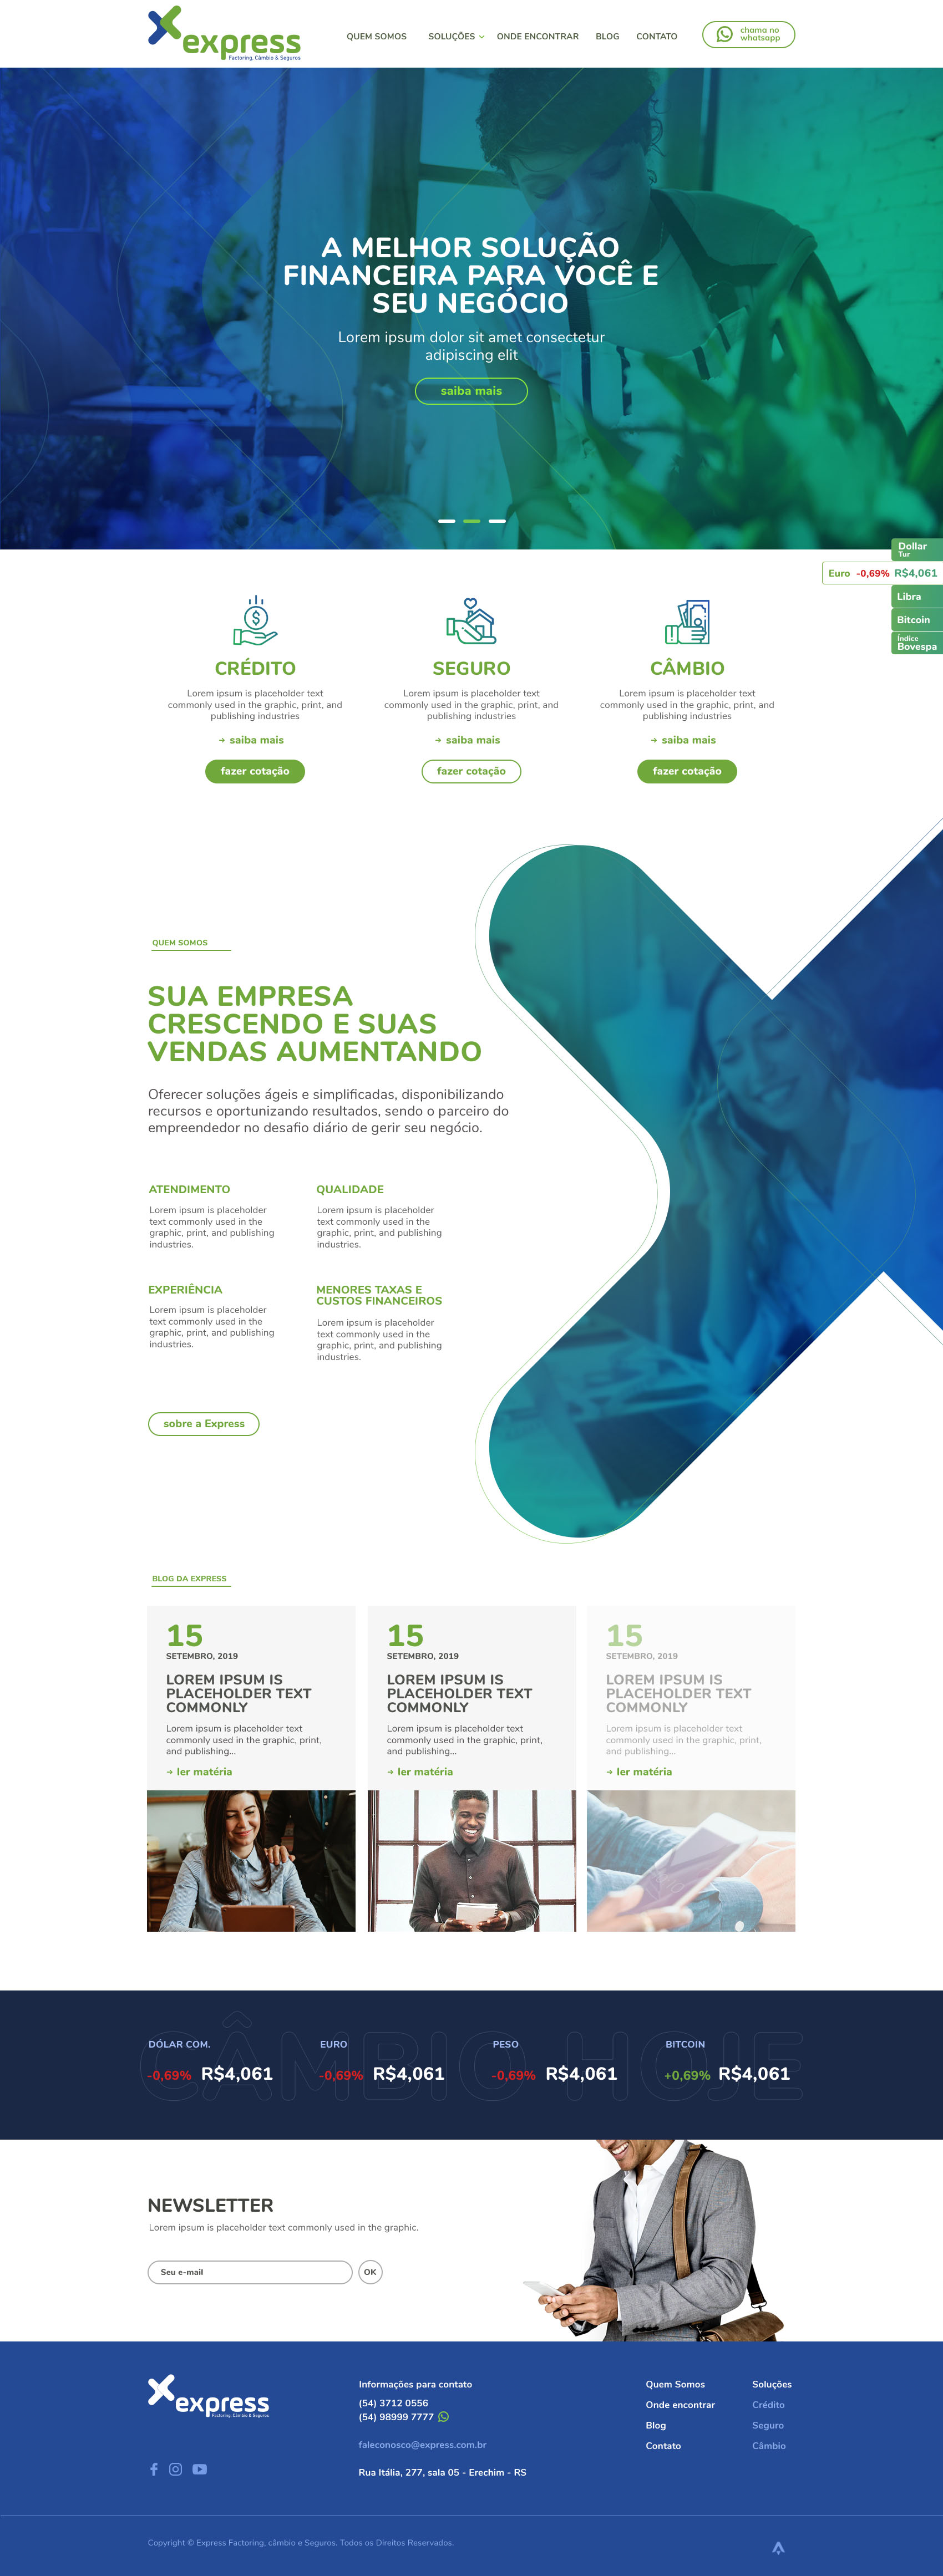 express
Factoring, Câmbio & Seguros
QUEM SOMOS
SOLUÇÕES
ONDE ENCONTRAR
BLOG
CONTATO
chama no
whatsapp
A MELHOR SOLUÇÃO
FINANCEIRA PARA VOCÊ E
SEU NEGÓCIO
Lorem ipsum dolor sit amet consectetur
adipiscing elit
saiba mais
Dollar
Tur
Euro -0,69% R$4,061
Libra
Bitcoin
Índice
Bovespa
CRÉDITO
Lorem ipsum is placeholder text
commonly used in the graphic, print, and
publishing industries
saiba mais
fazer cotação
SEGURO
Lorem ipsum is placeholder text
commonly used in the graphic, print, and
publishing industries
saiba mais
fazer cotação
CÂMBIO
Lorem ipsum is placeholder text
commonly used in the graphic, print, and
publishing industries
saiba mais
fazer cotação
QUEM SOMOS
SUA EMPRESA
CRESCENDO E SUAS
VENDAS AUMENTANDO
Oferecer soluções ágeis e simplificadas, disponibilizando
recursos e oportunizando resultados, sendo o parceiro do
empreendedor no desafio diário de gerir seu negócio.
ATENDIMENTO
Lorem ipsum is placeholder
text commonly used in the
graphic, print, and publishing
industries.
QUALIDADE
Lorem ipsum is placeholder
text commonly used in the
graphic, print, and publishing
industries.
EXPERIÊNCIA
Lorem ipsum is placeholder
text commonly used in the
graphic, print, and publishing
industries.
MENORES TAXAS E
CUSTOS FINANCEIROS
Lorem ipsum is placeholder
text commonly used in the
graphic, print, and publishing
industries.
sobre a Express
BLOG DA EXPRESS
15
SETEMBRO, 2019
LOREM IPSUM IS
PLACEHOLDER TEXT
COMMONLY
Lorem ipsum is placeholder text
commonly used in the graphic, print,
and publishing...
ler matéria
15
SETEMBRO, 2019
LOREM IPSUM IS
PLACEHOLDER TEXT
COMMONLY
Lorem ipsum is placeholder text
commonly used in the graphic, print,
and publishing...
ler matéria
15
SETEMBRO, 2019
LOREM IPSUM IS
PLACEHOLDER TEXT
COMMONLY
Lorem ipsum is placeholder text
commonly used in the graphic, print,
and publishing...
ler matéria
CÂMBIO HOJE
DÓLAR COM.
-0,69% R$4,061
EURO
-0,69% R$4,061
PESO
-0,69% R$4,061
BITCOIN
+0,69% R$4,061
NEWSLETTER
Lorem ipsum is placeholder text commonly used in the graphic.
Seu e-mail
OK
express
Factoring, Câmbio & Seguros
Informações para contato
(54) 3712 0556
(54) 98999 7777
faleconosco@express.com.br
Rua Itália, 277, sala 05 - Erechim - RS
Quem Somos
Onde encontrar
Blog
Contato
Soluções
Crédito
Seguro
Câmbio
Copyright © Express Factoring, câmbio e Seguros. Todos os Direitos Reservados.